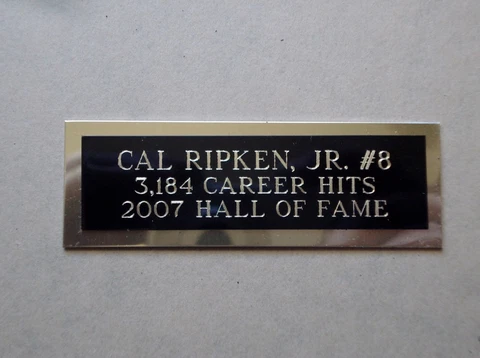 CAL RIPKEN, JR. #8
3,184 CAREER HITS
2007 HALL OF FAME